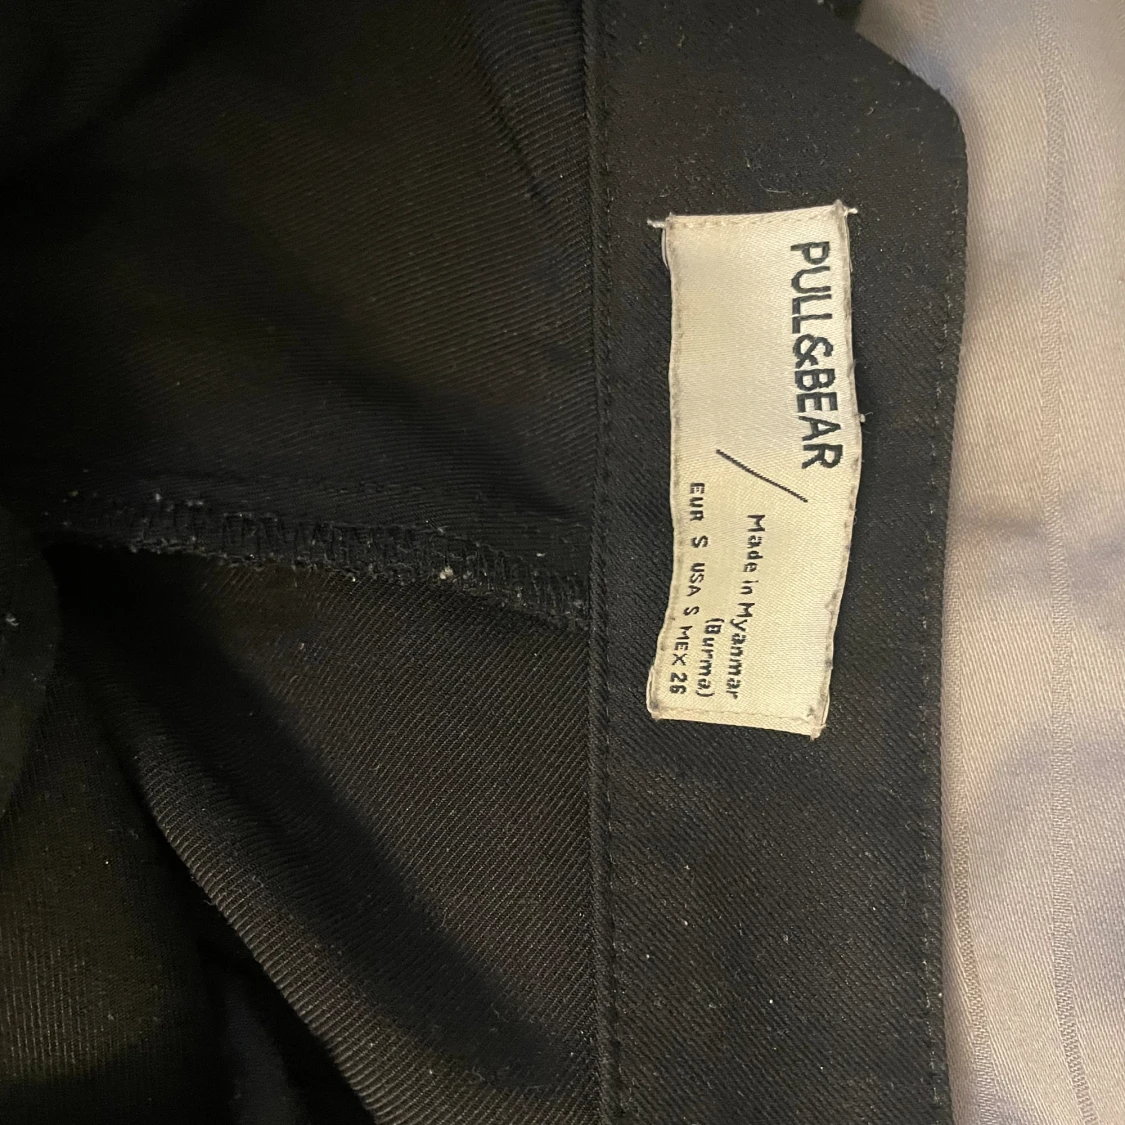 PULL&BEAR
/
Made in Myanmar
(Burma)
EUR S USA S MEX 26